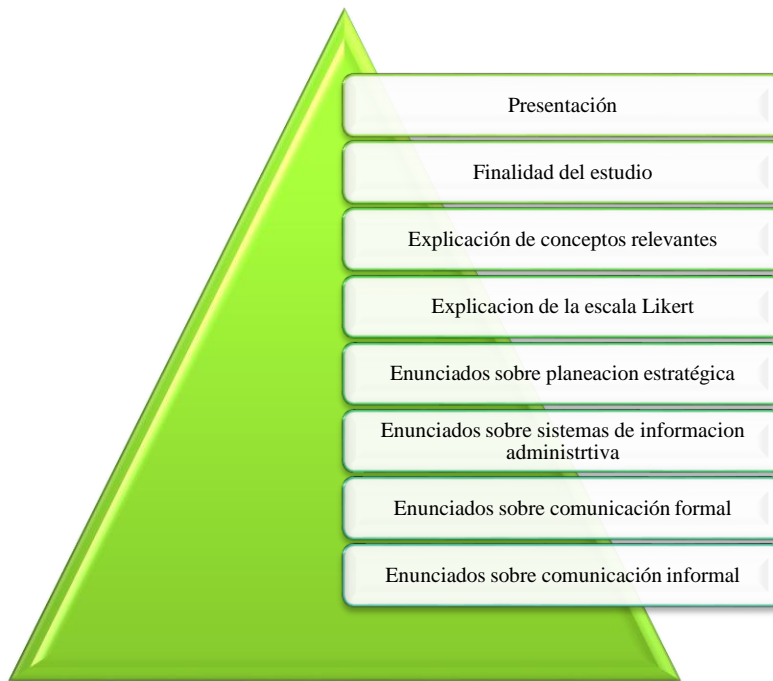 Presentación
Finalidad del estudio
Explicación de conceptos relevantes
Explicacion de la escala Likert
Enunciados sobre planeacion estratégica
Enunciados sobre sistemas de informacion
administrtiva
Enunciados sobre comunicación formal
Enunciados sobre comunicación informal